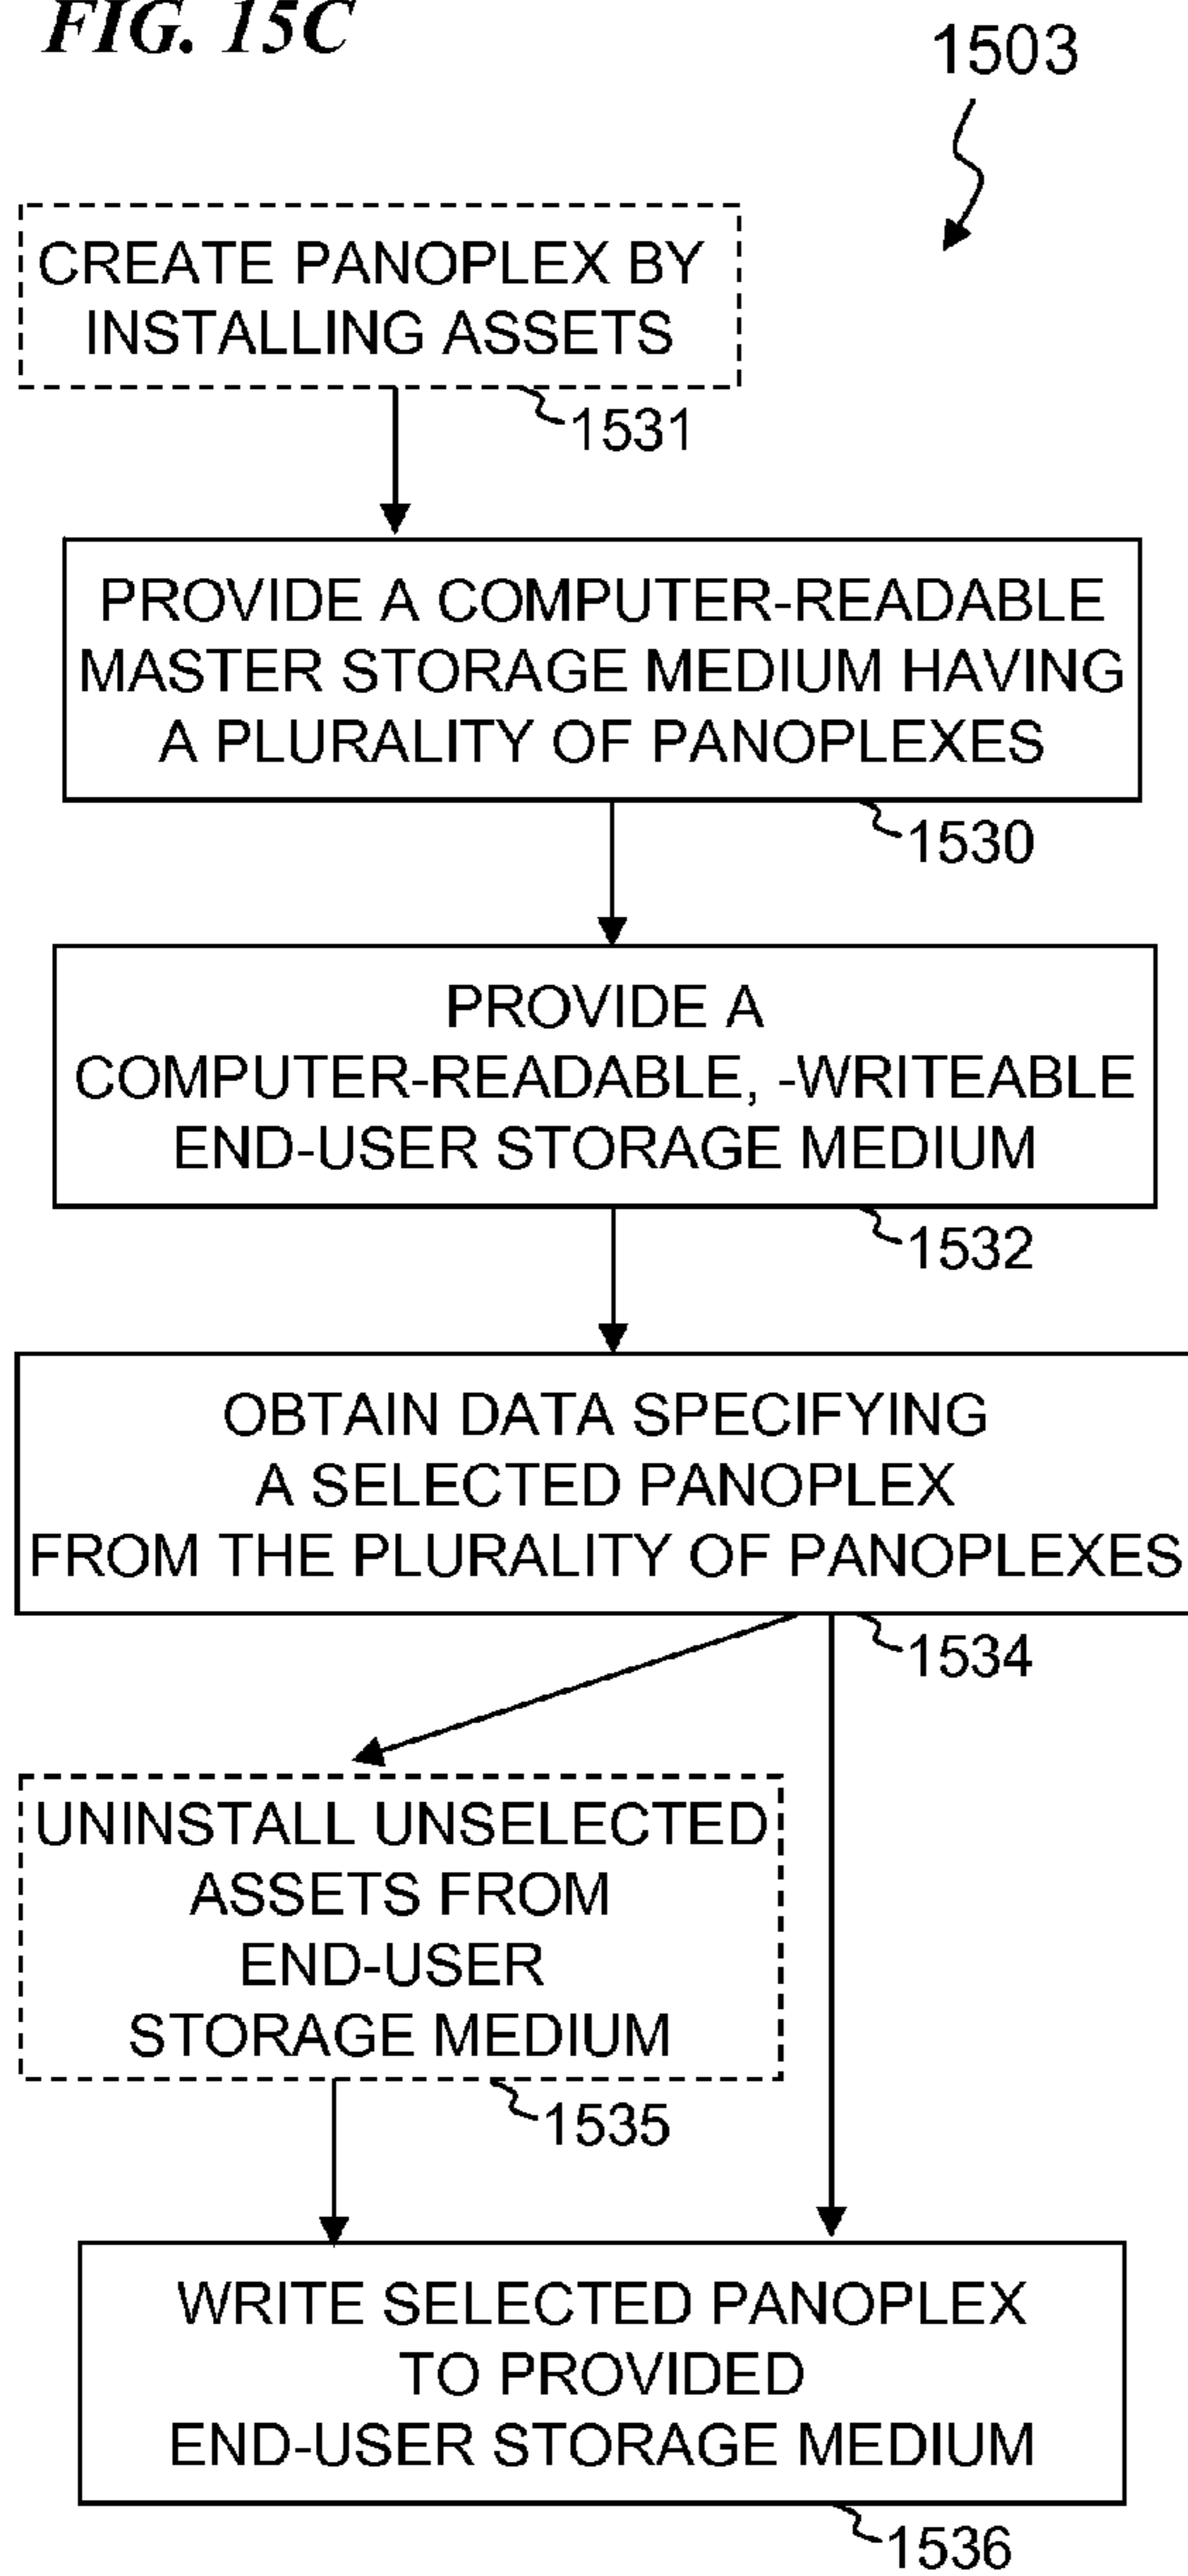 FIG. 15C
1503
CREATE PANOPLEX BY
INSTALLING ASSETS
1531
PROVIDE A COMPUTER-READABLE
MASTER STORAGE MEDIUM HAVING
A PLURALITY OF PANOPLEXES
1530
PROVIDE A
COMPUTER-READABLE, -WRITEABLE
END-USER STORAGE MEDIUM
1532
OBTAIN DATA SPECIFYING
A SELECTED PANOPLEX
FROM THE PLURALITY OF PANOPLEXES
1534
UNINSTALL UNSELECTED
ASSETS FROM
END-USER
STORAGE MEDIUM
1535
WRITE SELECTED PANOPLEX
TO PROVIDED
END-USER STORAGE MEDIUM
1536